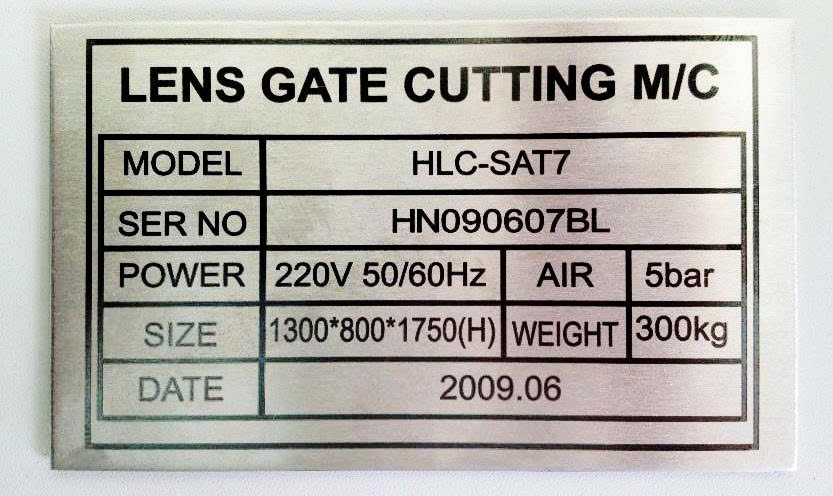 LENS GATE CUTTING M/C
MODEL HLC-SAT7
SER NO HN090607BL
POWER 220V 50/60Hz AIR 5bar
SIZE 1300*800*1750(H) WEIGHT 300kg
DATE 2009.06